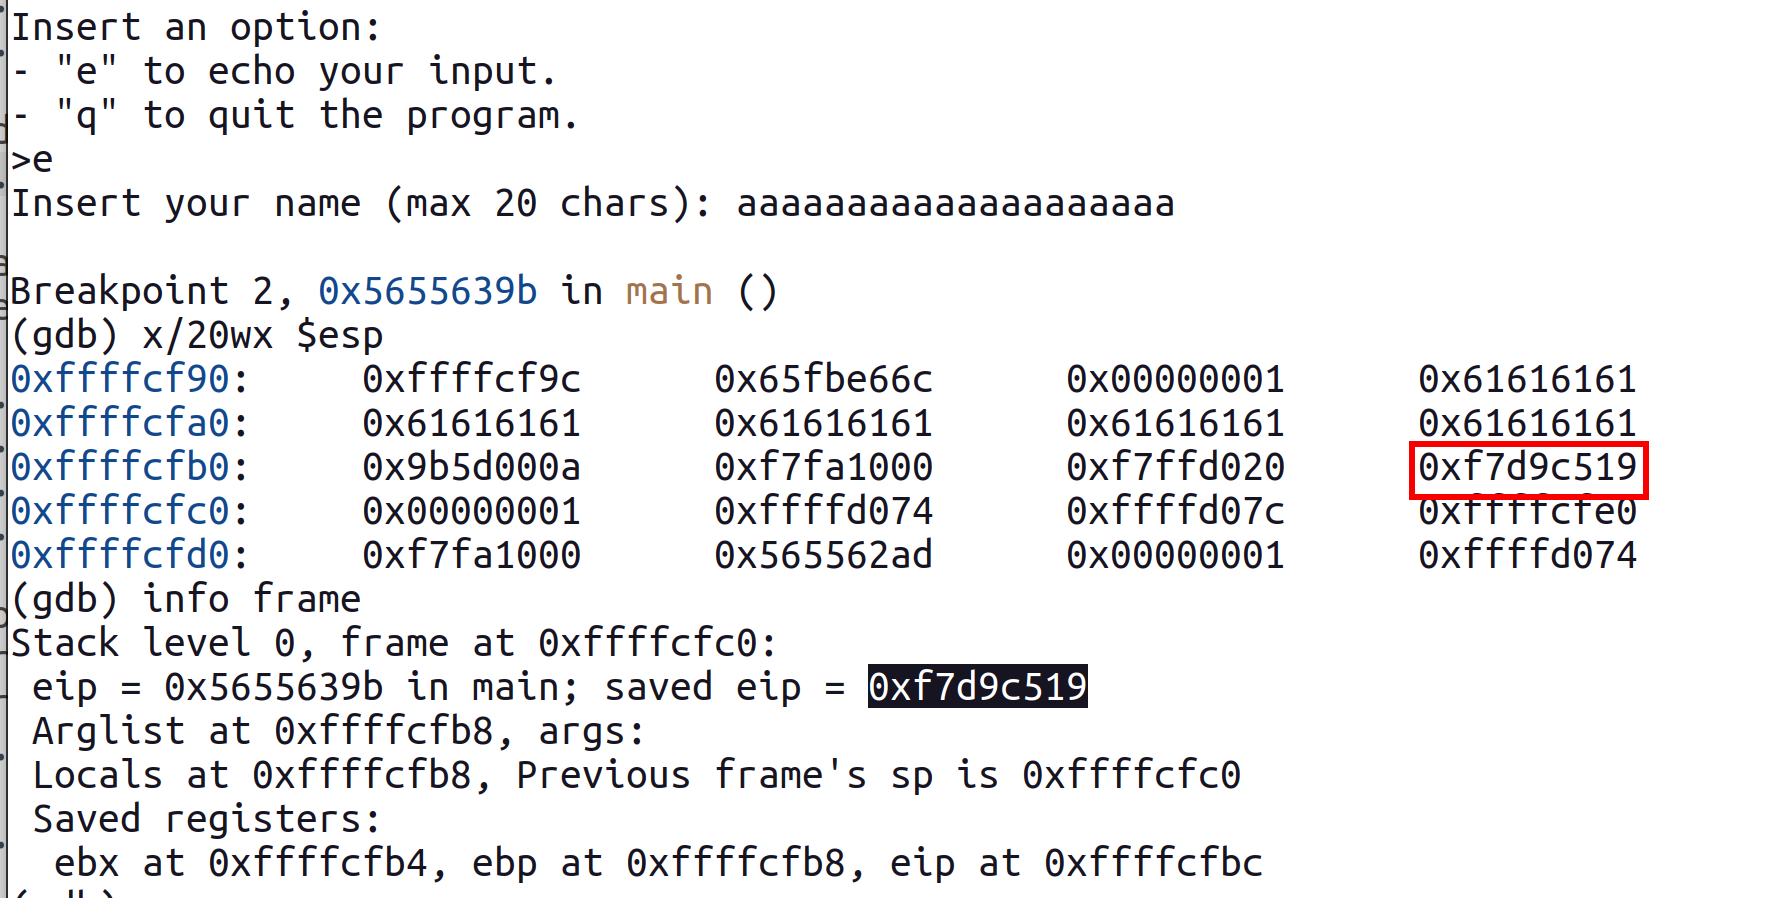 Insert an option:
- "e" to echo your input.
- "q" to quit the program.
>e
Insert your name (max 20 chars): aaaaaaaaaaaaaaaaaaaa
Breakpoint 2, 0x5655639b in main ()
(gdb) x/20wx $esp
0xffffcf90: 0xffffcf9c 0x65fbe66c 0x00000001 0x61616161
0xffffcfa0: 0x61616161 0x61616161 0x61616161 0x61616161
0xffffcfb0: 0x9b5d000a 0xf7fa1000 0xf7ffd020 0xf7d9c519
0xffffcfc0: 0x00000001 0xffffd074 0xffffd07c 0xffffcfe0
0xffffcfd0: 0xf7fa1000 0x565562ad 0x00000001 0xffffd074
(gdb) info frame
Stack level 0, frame at 0xffffcfc0:
eip = 0x5655639b in main; saved eip = 0xf7d9c519
Arglist at 0xffffcfb8, args:
Locals at 0xffffcfb8, Previous frame's sp is 0xffffcfc0
Saved registers:
ebx at 0xffffcfb4, ebp at 0xffffcfb8, eip at 0xffffcfbc